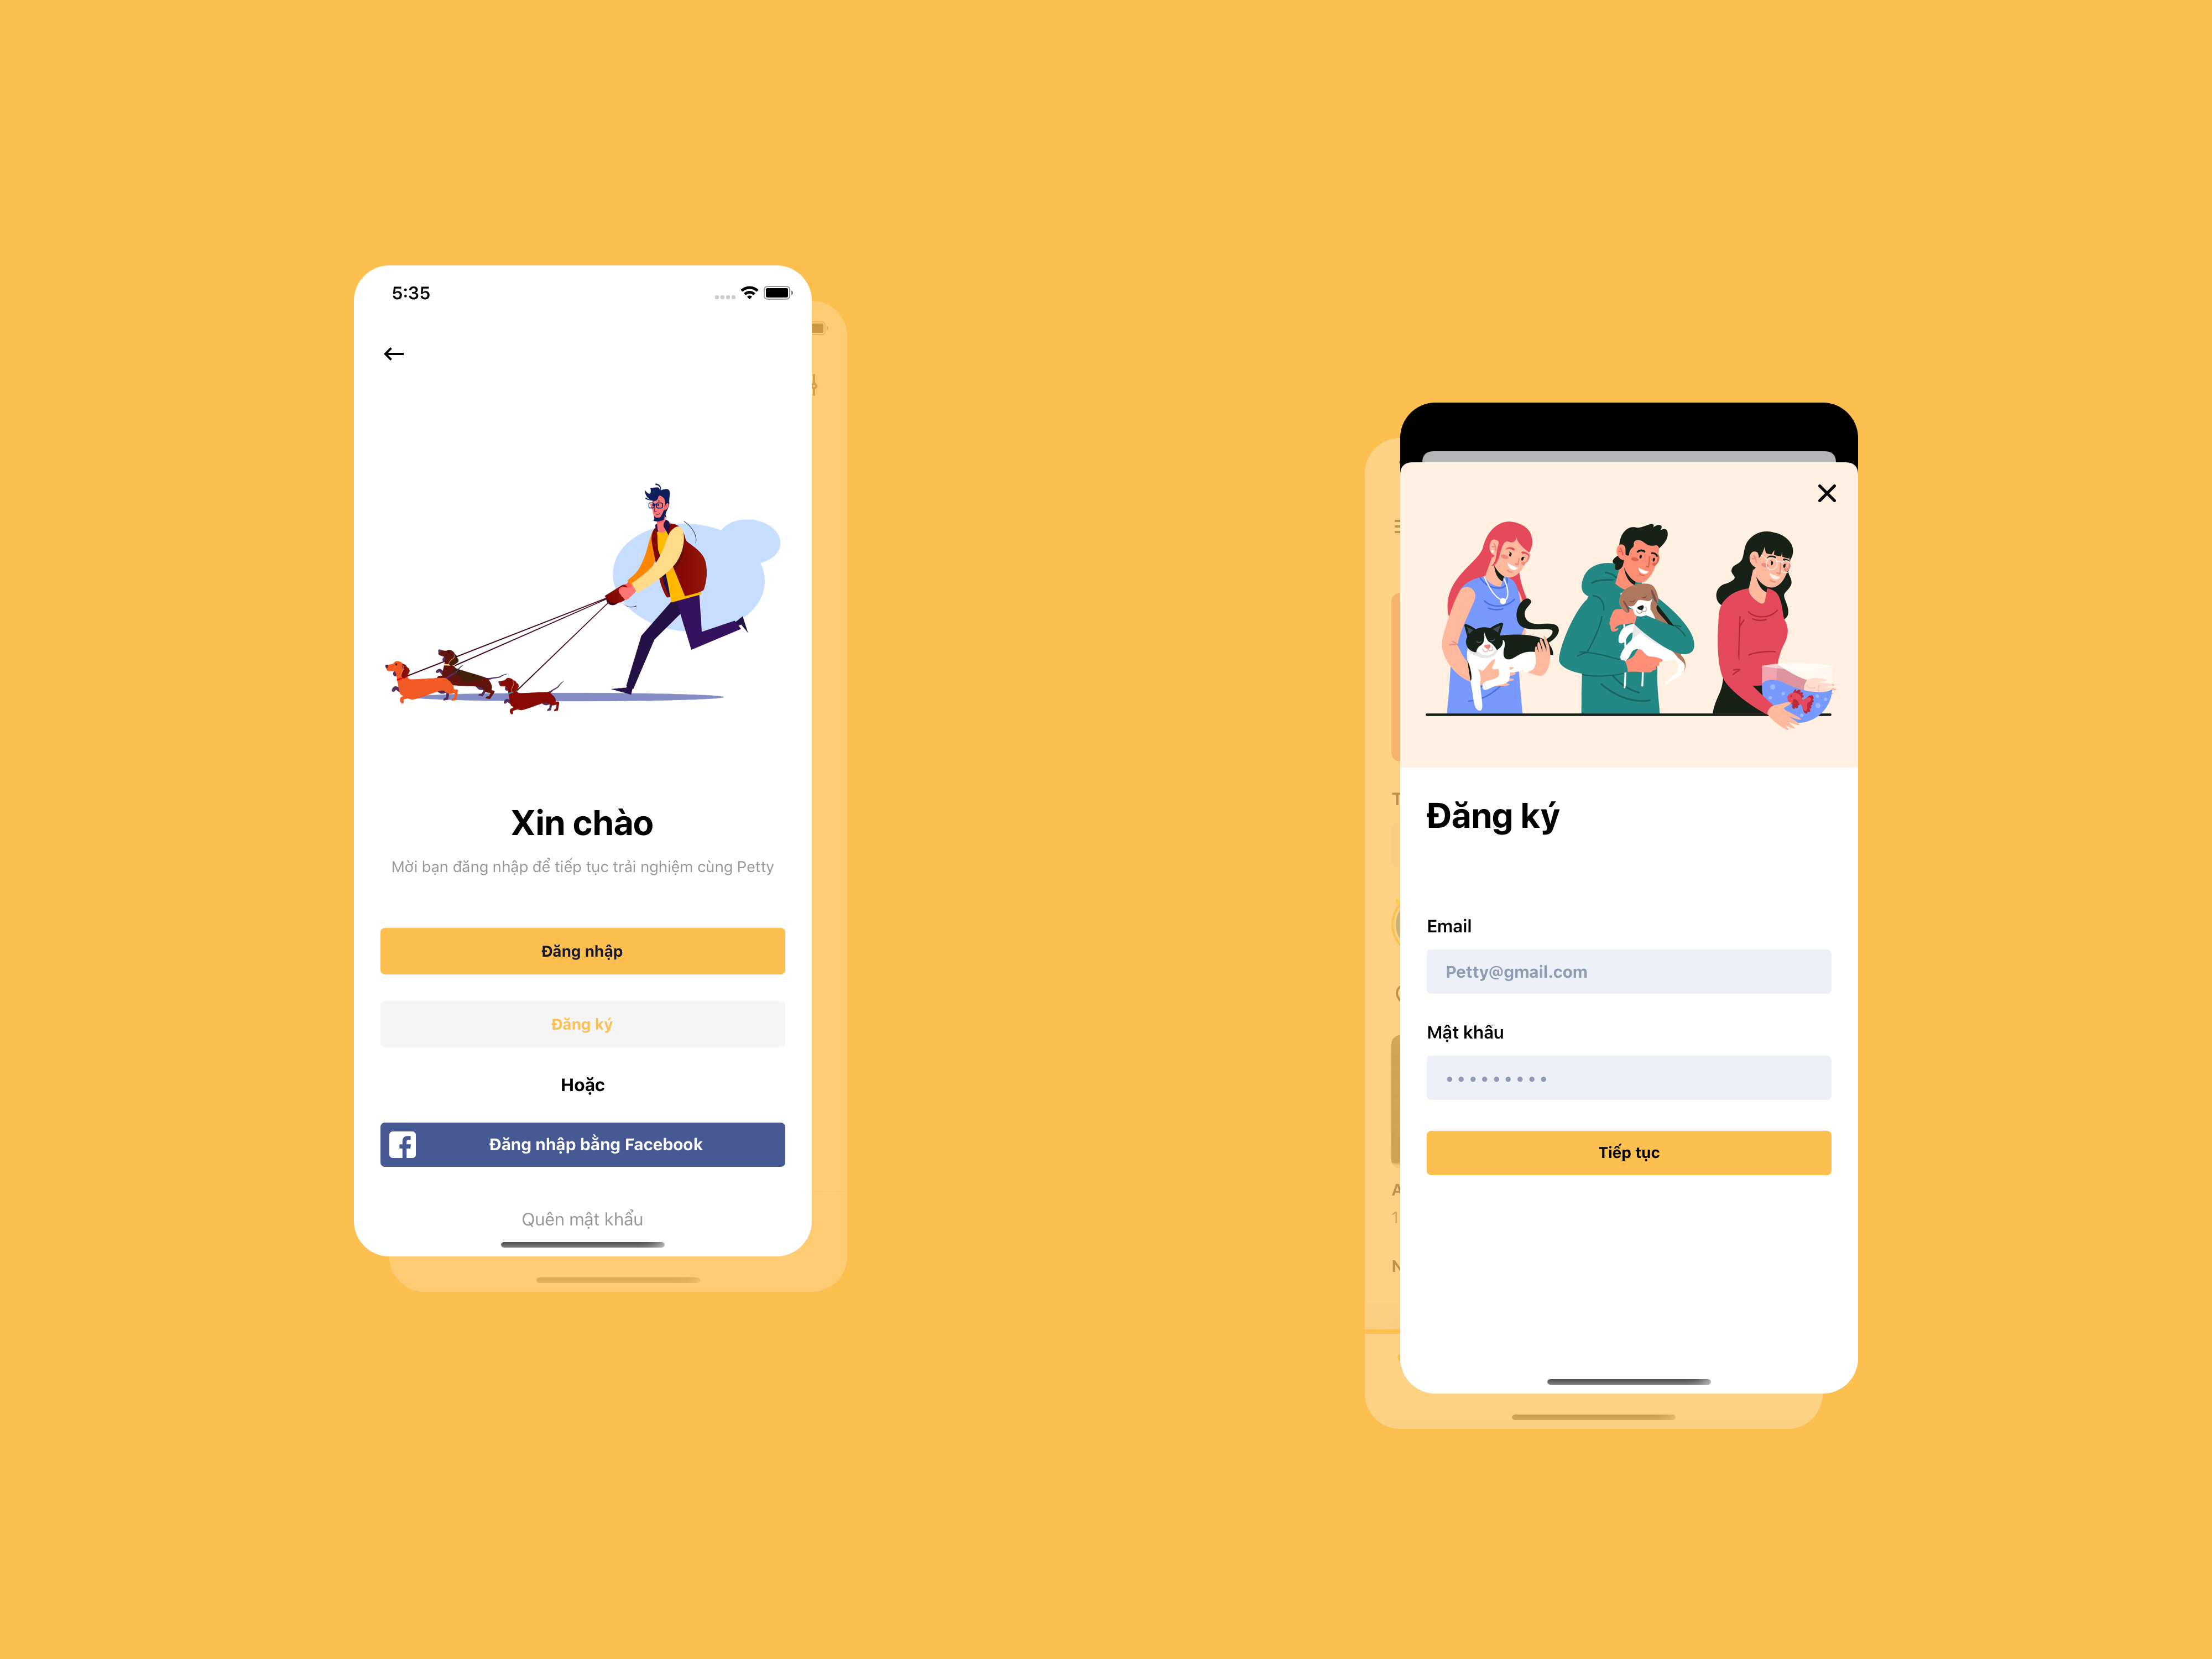 5:35
Xin chào
Mời bạn đăng nhập để tiếp tục trải nghiệm cùng Petty
Đăng nhập
Đăng ký
Hoặc
Đăng nhập bằng Facebook
Quên mật khẩu
Đăng ký
Email
Petty@gmail.com
Mật khẩu
Tiếp tục